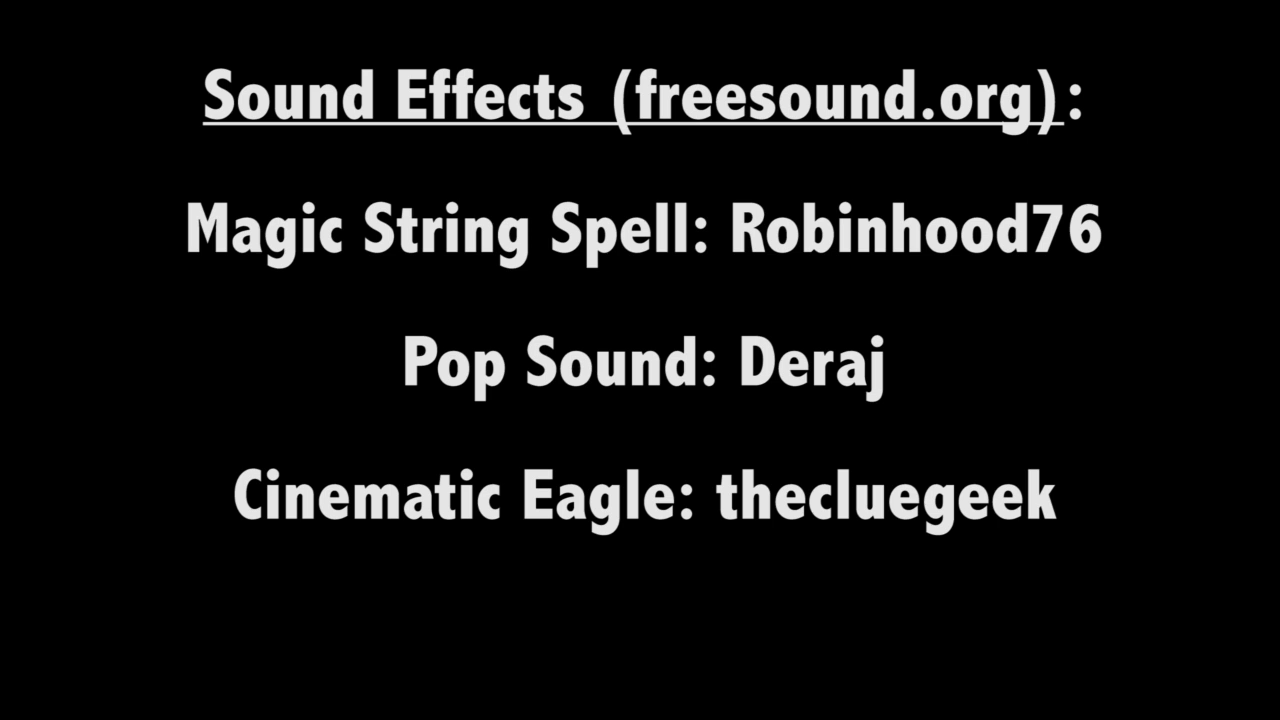 Sound Effects (freesound.org):
Magic String Spell: Robinhood76
Pop Sound: Deraj
Cinematic Eagle: thecluegeek